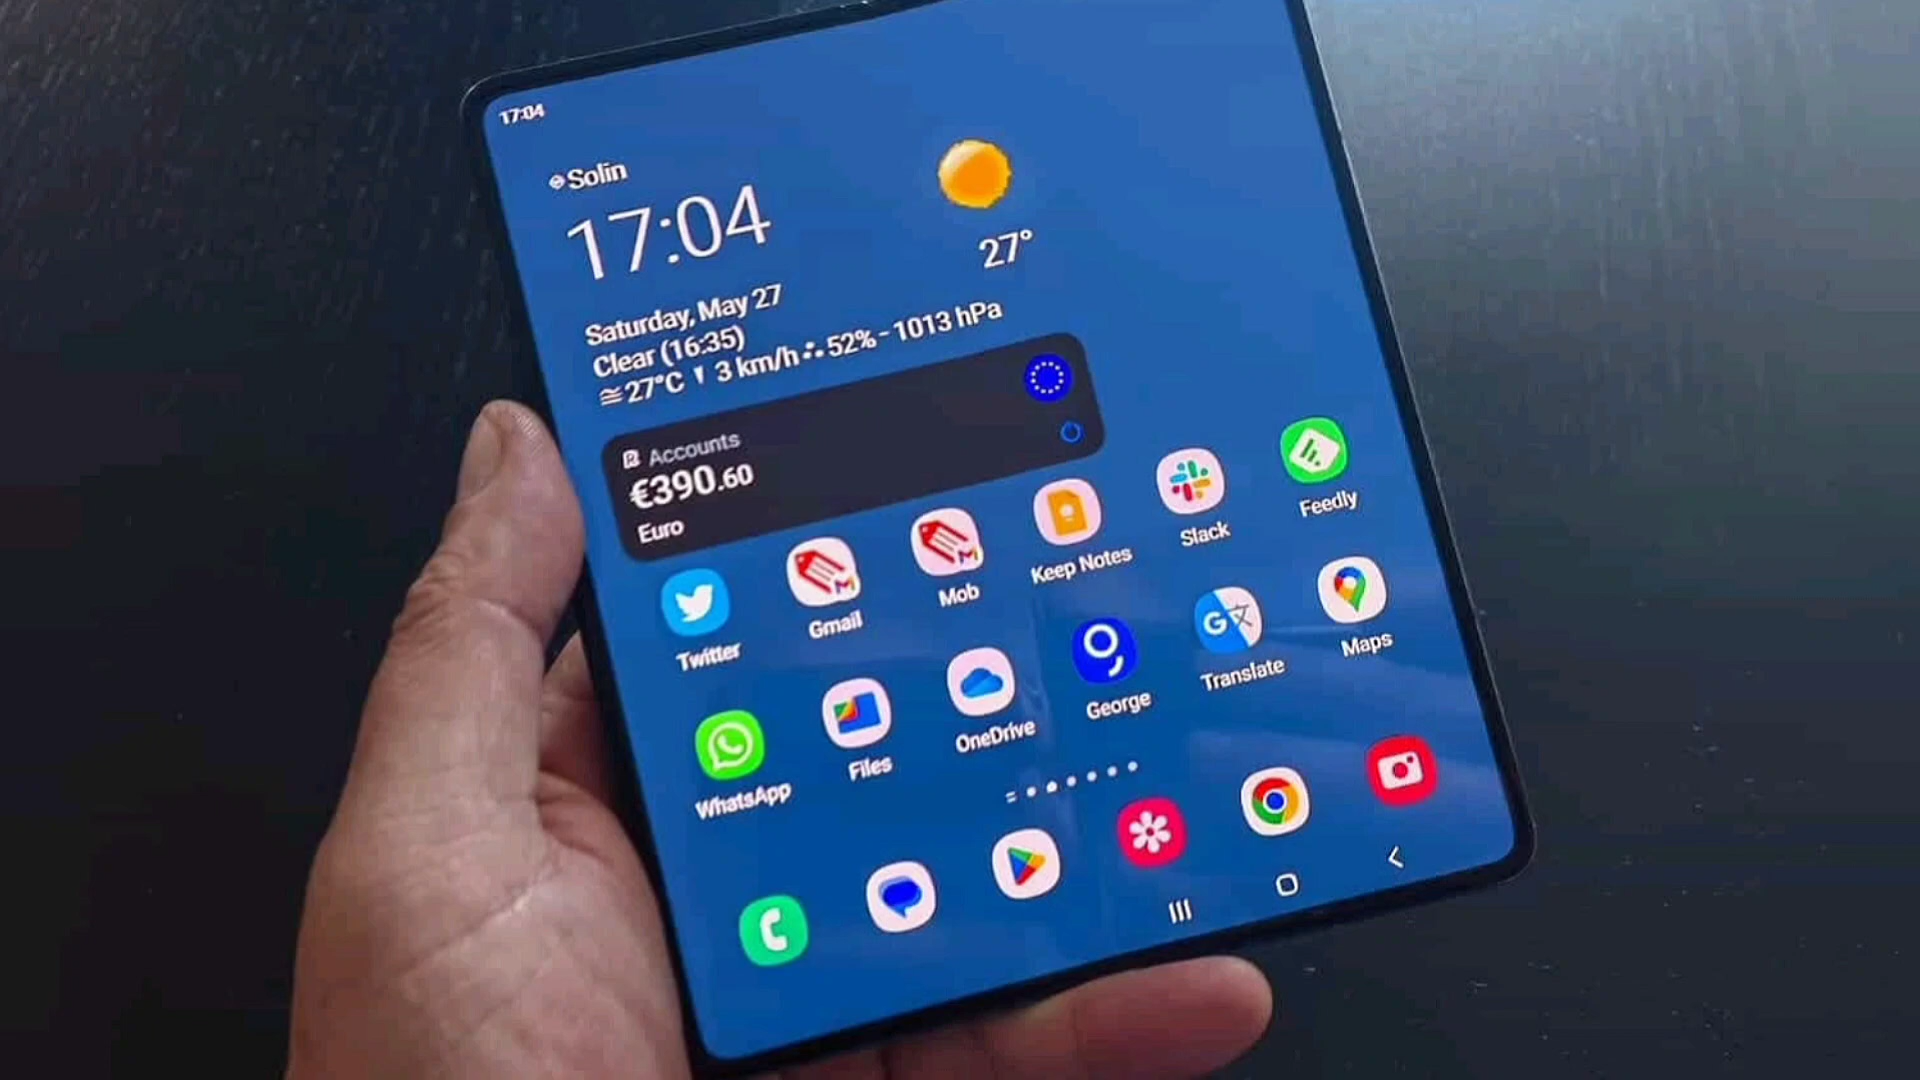 17:04
Solin
17:04
27°
Saturday, May 27
Clear (16:35)
≅ 27°C 3 km/h ∴ 52% - 1013 hPa
R Accounts
€390.60
Euro
Twitter
Gmail
Mob
Keep Notes
Slack
Feedly
WhatsApp
Files
OneDrive
George
Translate
Maps